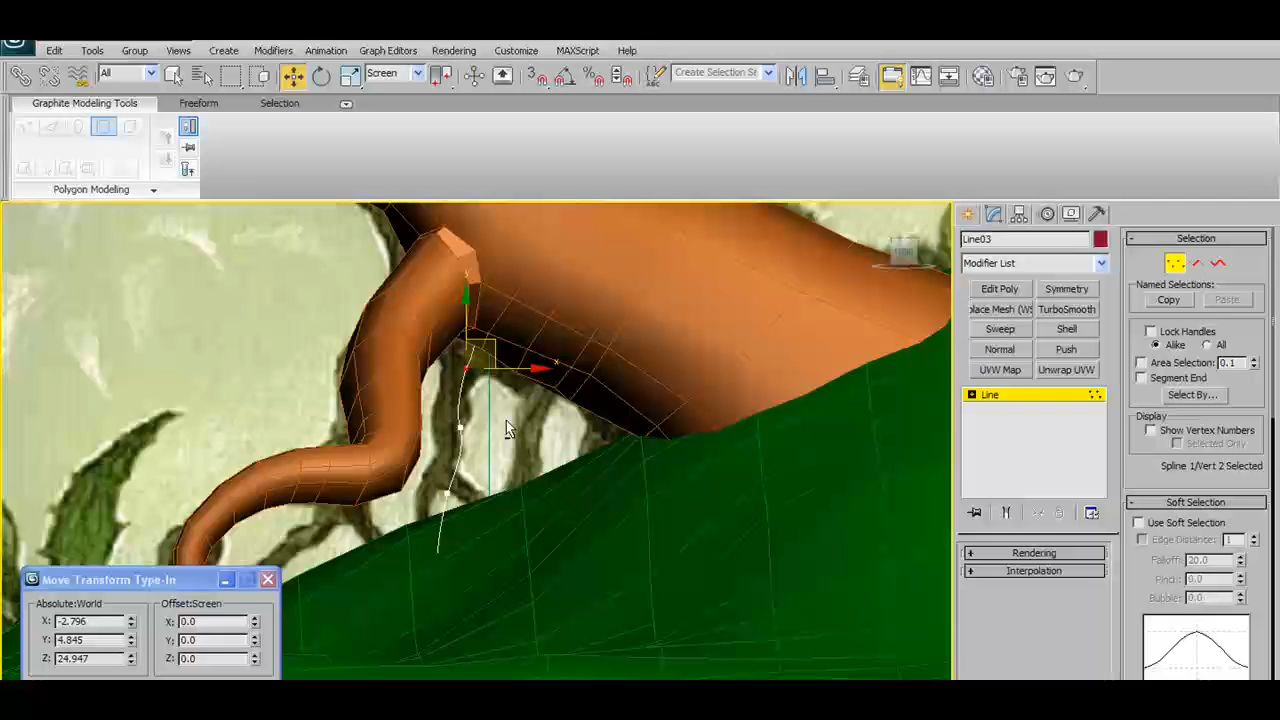 Edit Tools Group Views Create Modifiers Animation Graph Editors Rendering Customize MAXScript Help
All Screen 3 Create Selection Se
Graphite Modeling Tools Freeform Selection
Polygon Modeling
Line03
Modifier List
Edit Poly Symmetry
place Mesh (WS TurboSmooth
Sweep Shell
Normal Push
UVW Map Unwrap UVW
Line
Rendering
Interpolation
- Selection
Named Selections:
Copy Paste
Lock Handles
Alike All
Area Selection: 0.1
Segment End
Select By...
Display
Show Vertex Numbers
Selected Only
Spline 1/Vert 2 Selected
- Soft Selection
Use Soft Selection
Edge Distance: 1
Falloff: 20.0
Pinch: 0.0
Bubble: 0.0
x
Move Transform Type-In
Absolute:World Offset:Screen
X: -2.796 X: 0.0
Y: 4.845 Y: 0.0
Z: 24.947 Z: 0.0